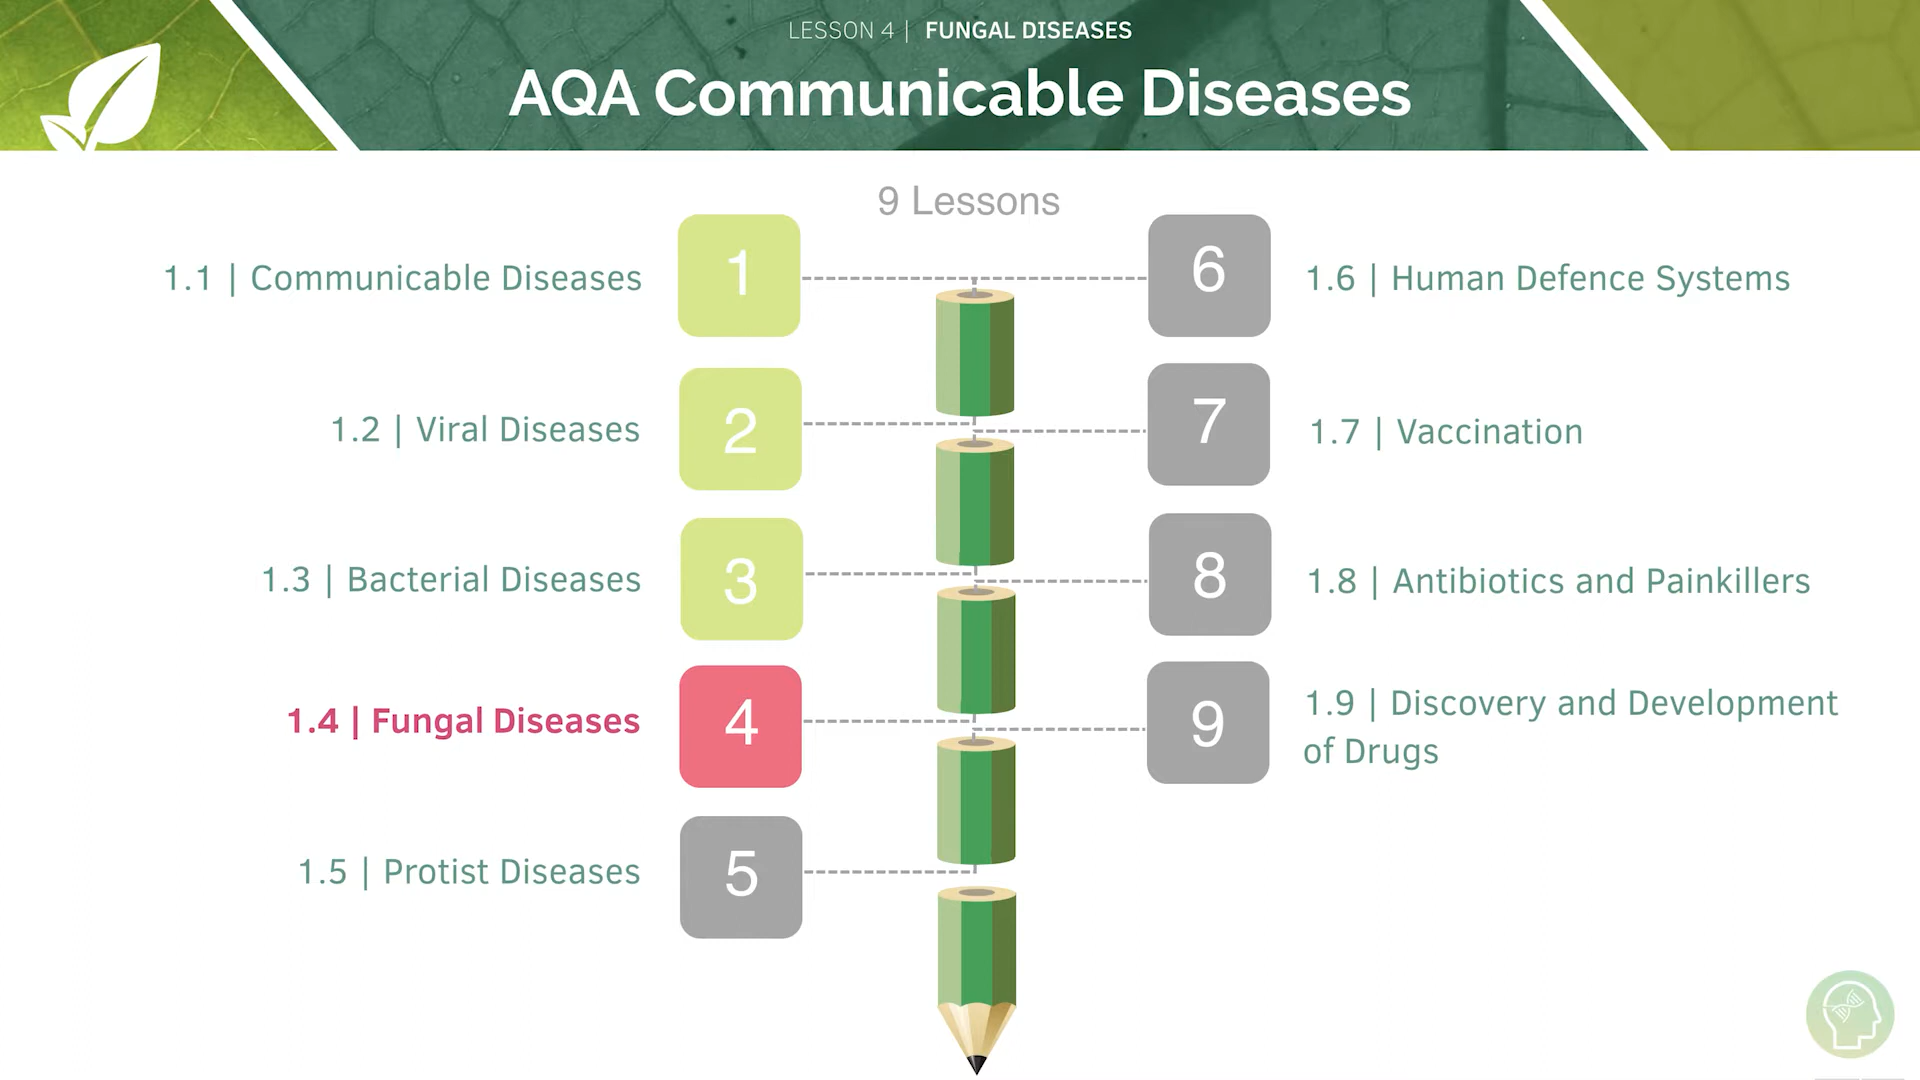 LESSON 4 | FUNGAL DISEASES
AQA Communicable Diseases
9 Lessons
1.1 | Communicable Diseases
1
1.2 | Viral Diseases
2
1.3 | Bacterial Diseases
3
1.4 | Fungal Diseases
4
1.5 | Protist Diseases
5
6
1.6 | Human Defence Systems
7
1.7 | Vaccination
8
1.8 | Antibiotics and Painkillers
9
1.9 | Discovery and Development
of Drugs